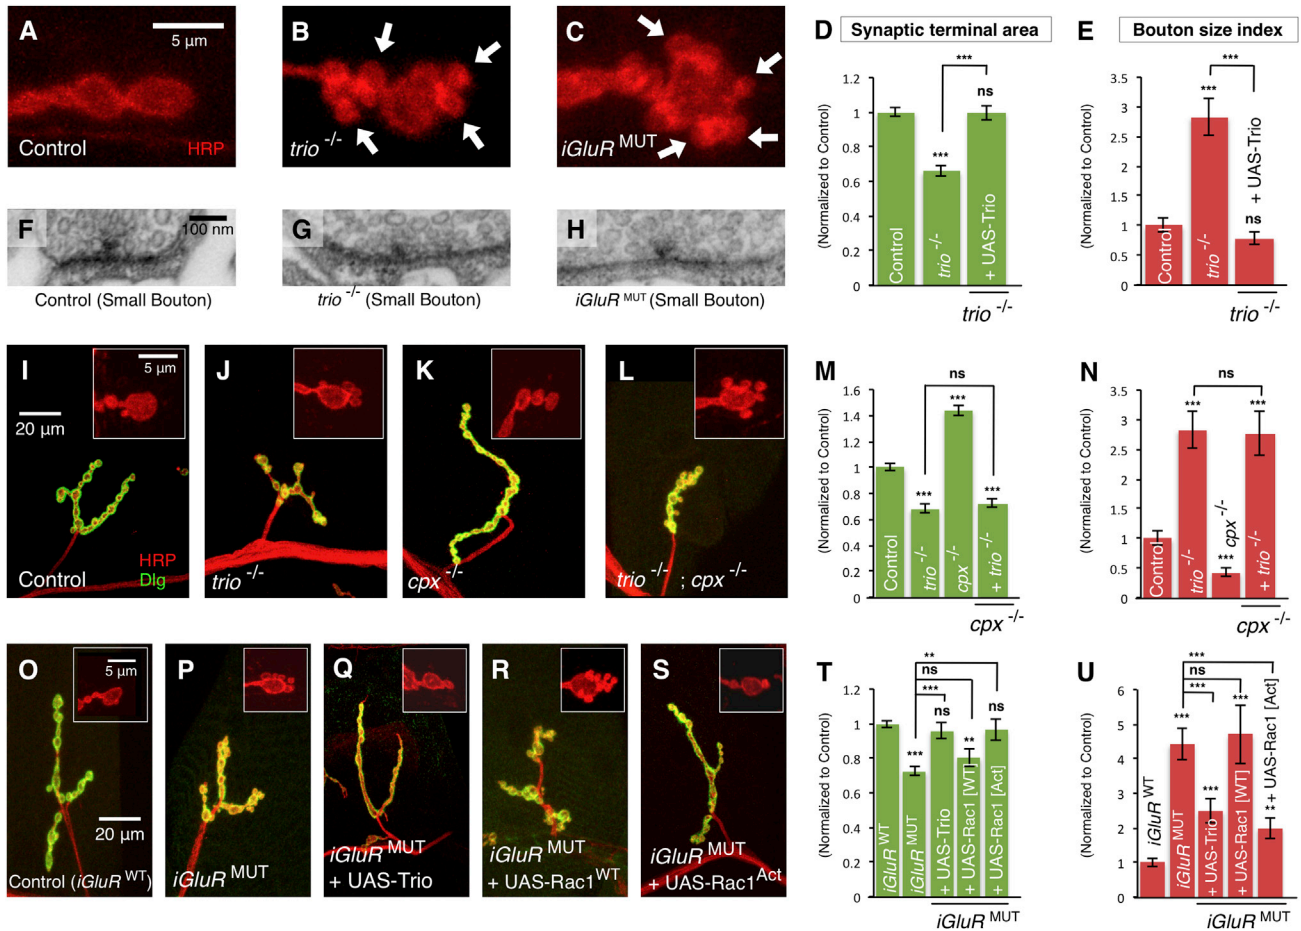 A
5 µm
Control
HRP
B
trio -/-
C
iGluR MUT
D
Synaptic terminal area
(Normalized to Control)
1.2
1
0.8
0.6
0.4
0.2
0
***
ns
***
Control
trio -/-
+ UAS-Trio
trio -/-
E
Bouton size index
(Normalized to Control)
3.5
3
2.5
2
1.5
1
0.5
0
***
***
ns
Control
trio -/-
+ UAS-Trio
trio -/-
F
100 nm
Control (Small Bouton)
G
trio -/- (Small Bouton)
H
iGluR MUT (Small Bouton)
I
5 µm
20 µm
HRP
Dlg
Control
J
trio -/-
K
cpx -/-
L
trio -/- ; cpx -/-
M
(Normalized to Control)
1.6
1.4
1.2
1
0.8
0.6
0.4
0.2
0
ns
***
***
***
Control
trio -/-
cpx -/-
+ trio -/-
cpx -/-
N
(Normalized to Control)
3.5
3
2.5
2
1.5
1
0.5
0
ns
***
***
***
Control
trio -/-
cpx -/-
+ trio -/-
cpx -/-
O
5 µm
20 µm
Control (iGluR WT)
P
iGluR MUT
Q
iGluR MUT
+ UAS-Trio
R
iGluR MUT
+ UAS-Rac1 WT
S
iGluR MUT
+ UAS-Rac1 Act
T
(Normalized to Control)
1.2
1
0.8
0.6
0.4
0.2
0
**
ns
***
ns
ns
***
**
iGluR WT
iGluR MUT
+ UAS-Trio
+ UAS-Rac1 [WT]
+ UAS-Rac1 [Act]
iGluR MUT
U
(Normalized to Control)
6
5
4
3
2
1
0
***
ns
***
***
***
***
**
iGluR WT
iGluR MUT
+ UAS-Trio
+ UAS-Rac1 [WT]
+ UAS-Rac1 [Act]
iGluR MUT